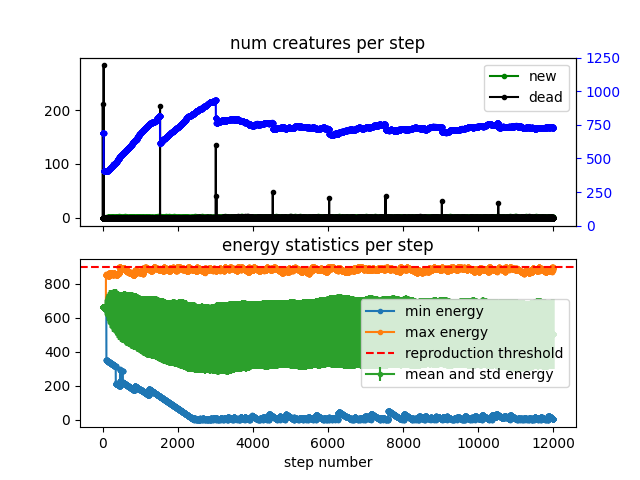 num creatures per step
1250
new
dead
1000
200
750
100
500
250
0
0
energy statistics per step
800
600
min energy
max energy
400
reproduction threshold
mean and std energy
200
0
0
2000
4000
6000
8000
10000
12000
step number